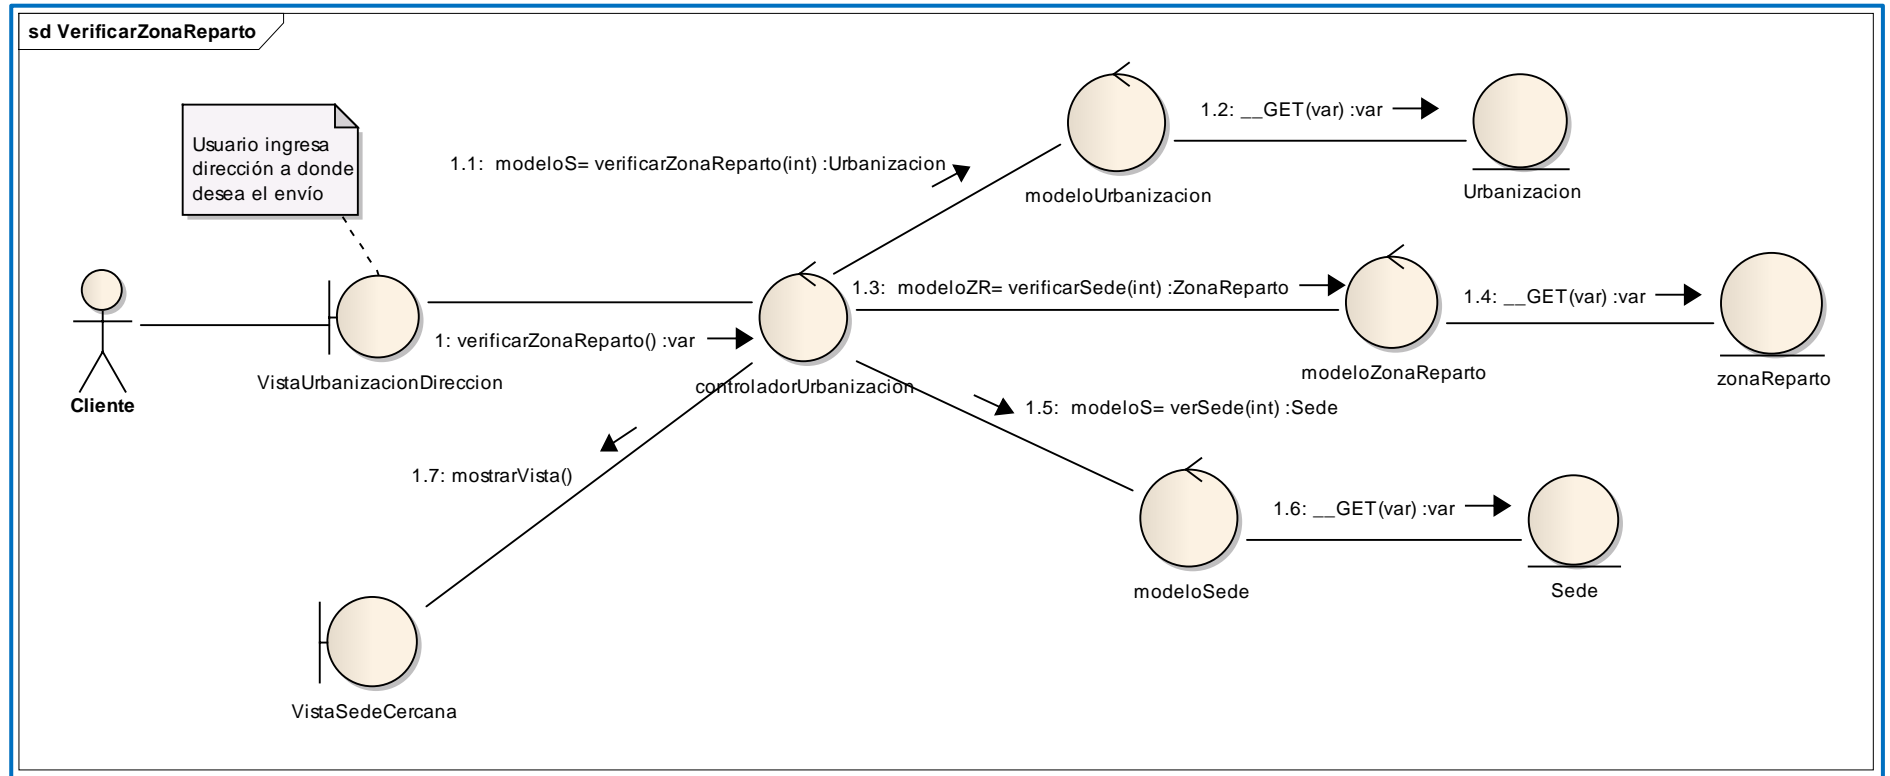 sd VerificarZonaReparto
Usuario ingresa
dirección a donde
desea el envío
1.1: modeloS= verificarZonaReparto(int) :Urbanizacion
modeloUrbanizacion
1.2: __GET(var) :var
Urbanizacion
Cliente
VistaUrbanizacionDireccion
1: verificarZonaReparto() :var
controladorUrbanizacion
1.3: modeloZR= verificarSede(int) :ZonaReparto
modeloZonaReparto
1.4: __GET(var) :var
zonaReparto
1.5: modeloS= verSede(int) :Sede
modeloSede
1.6: __GET(var) :var
Sede
1.7: mostrarVista()
VistaSedeCercana